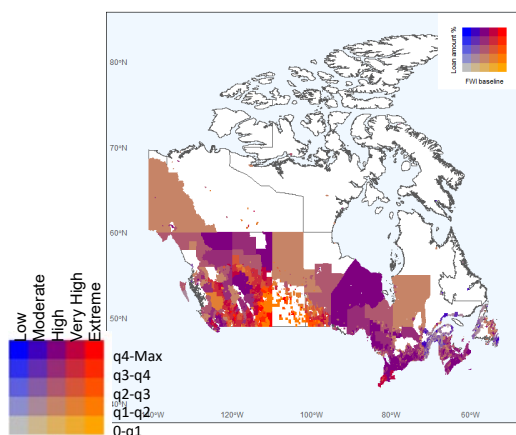 80°N
Loan amount %
FWI baseline
70°N
60°N
50°N
Low
Moderate
High
Very High
Extreme
q4-Max
q3-q4
q2-q3
q1-q2
0-q1
120°W
100°W
80°W
60°W